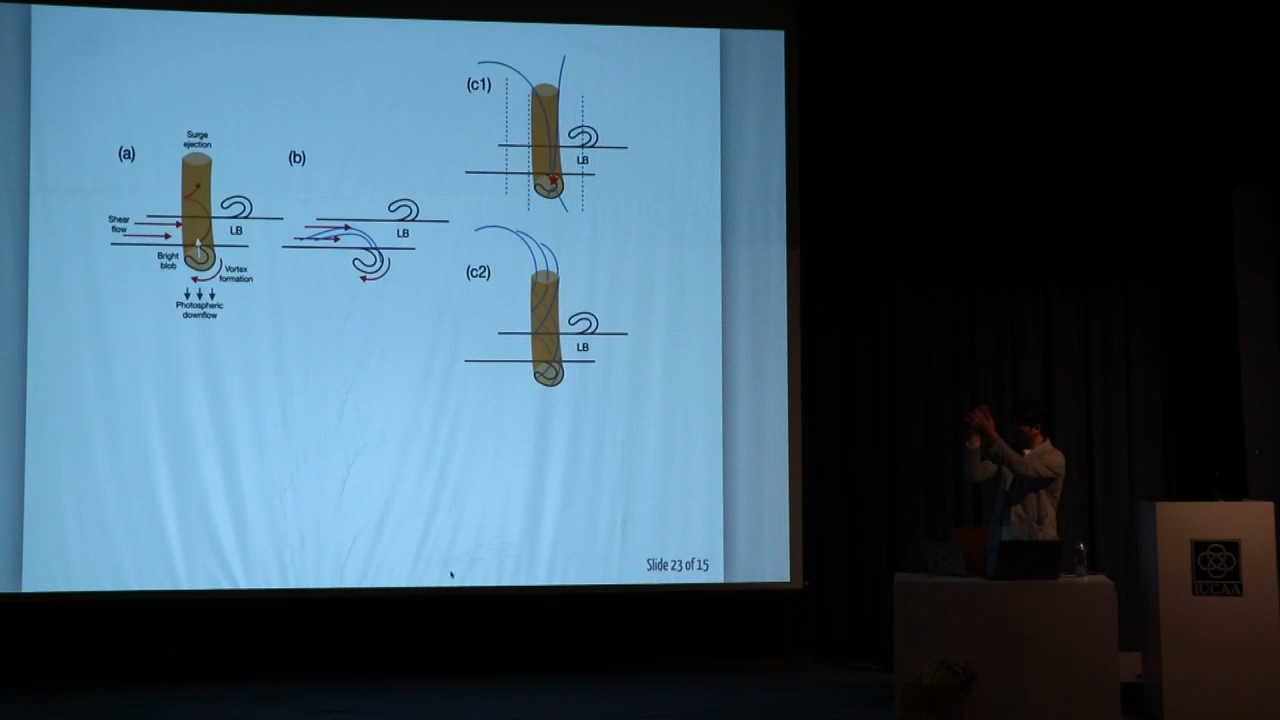 (a)
Surge
ejection
Shear
flow
LB
Bright
blob
Vortex
formation
Photospheric
downflow
(b)
LB
(c1)
LB
(c2)
LB
Slide 23 of 15
IUCAA